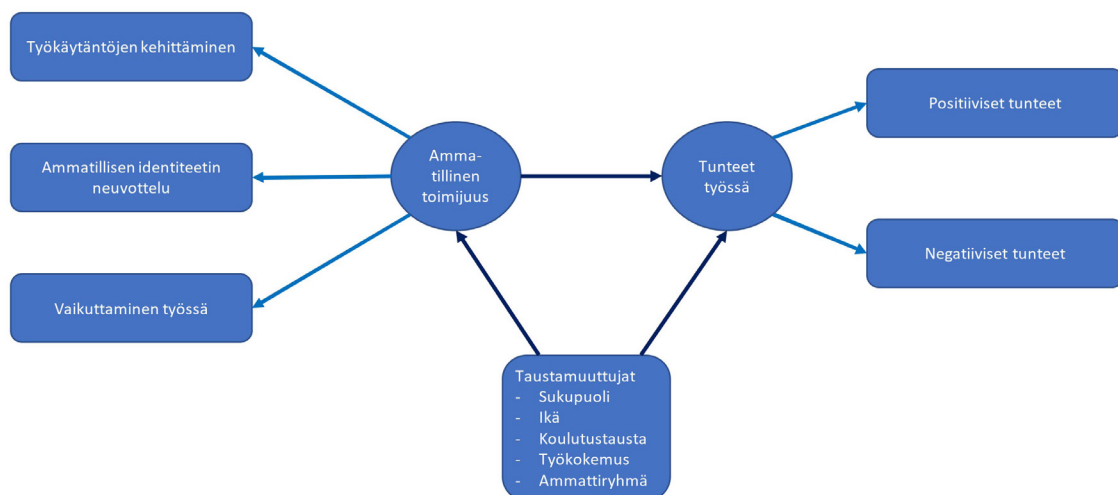 Työkäytäntöjen kehittäminen
Ammatillisen identiteetin
neuvottelu
Vaikuttaminen työssä
Amma-
tillinen
toimijuus
Tunteet
työssä
Positiiviset tunteet
Negatiiviset tunteet
Taustamuuttujat
- Sukupuoli
- Ikä
- Koulutustausta
- Työkokemus
- Ammattiryhmä